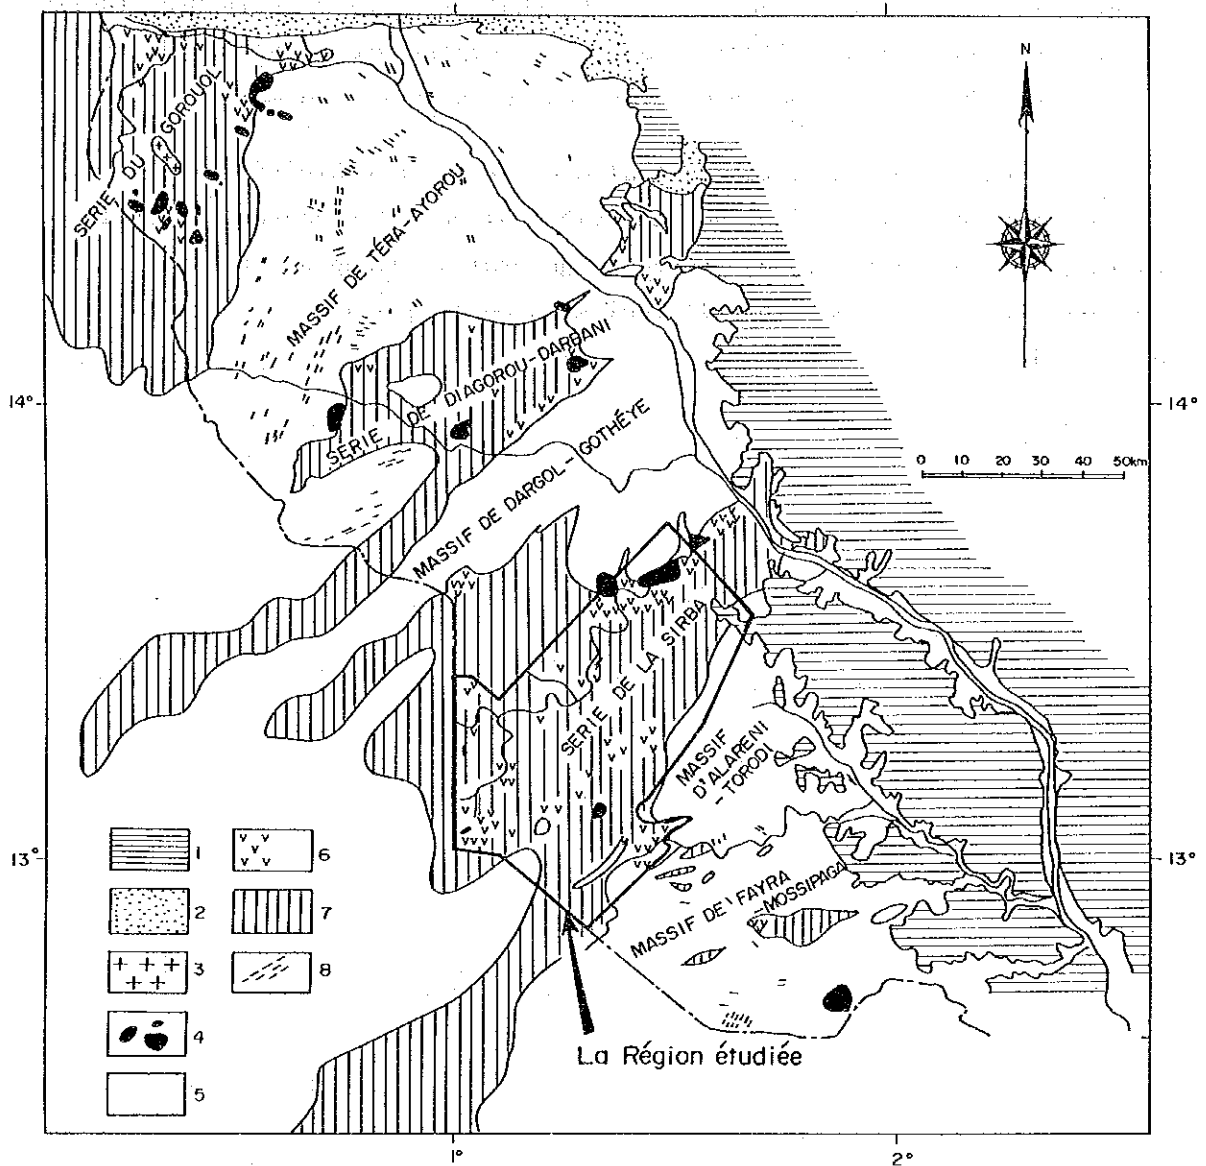 N
SERIE DU GOROUOL
MASSIF DE TÉRA-AYOROU
SERIE DE DIAGOROU-DARBANI
MASSIF DE DARGOL-GOTHÉYE
14°
14°
0 10 20 30 40 50km
SERIE DE LA SIRBA
MASSIF
D'ALARENI
-TORODI
13°
13°
MASSIF DE FAYRA
-MOSSIPAGA
1
2
3
4
5
6
7
8
La Région étudiée
1°
2°